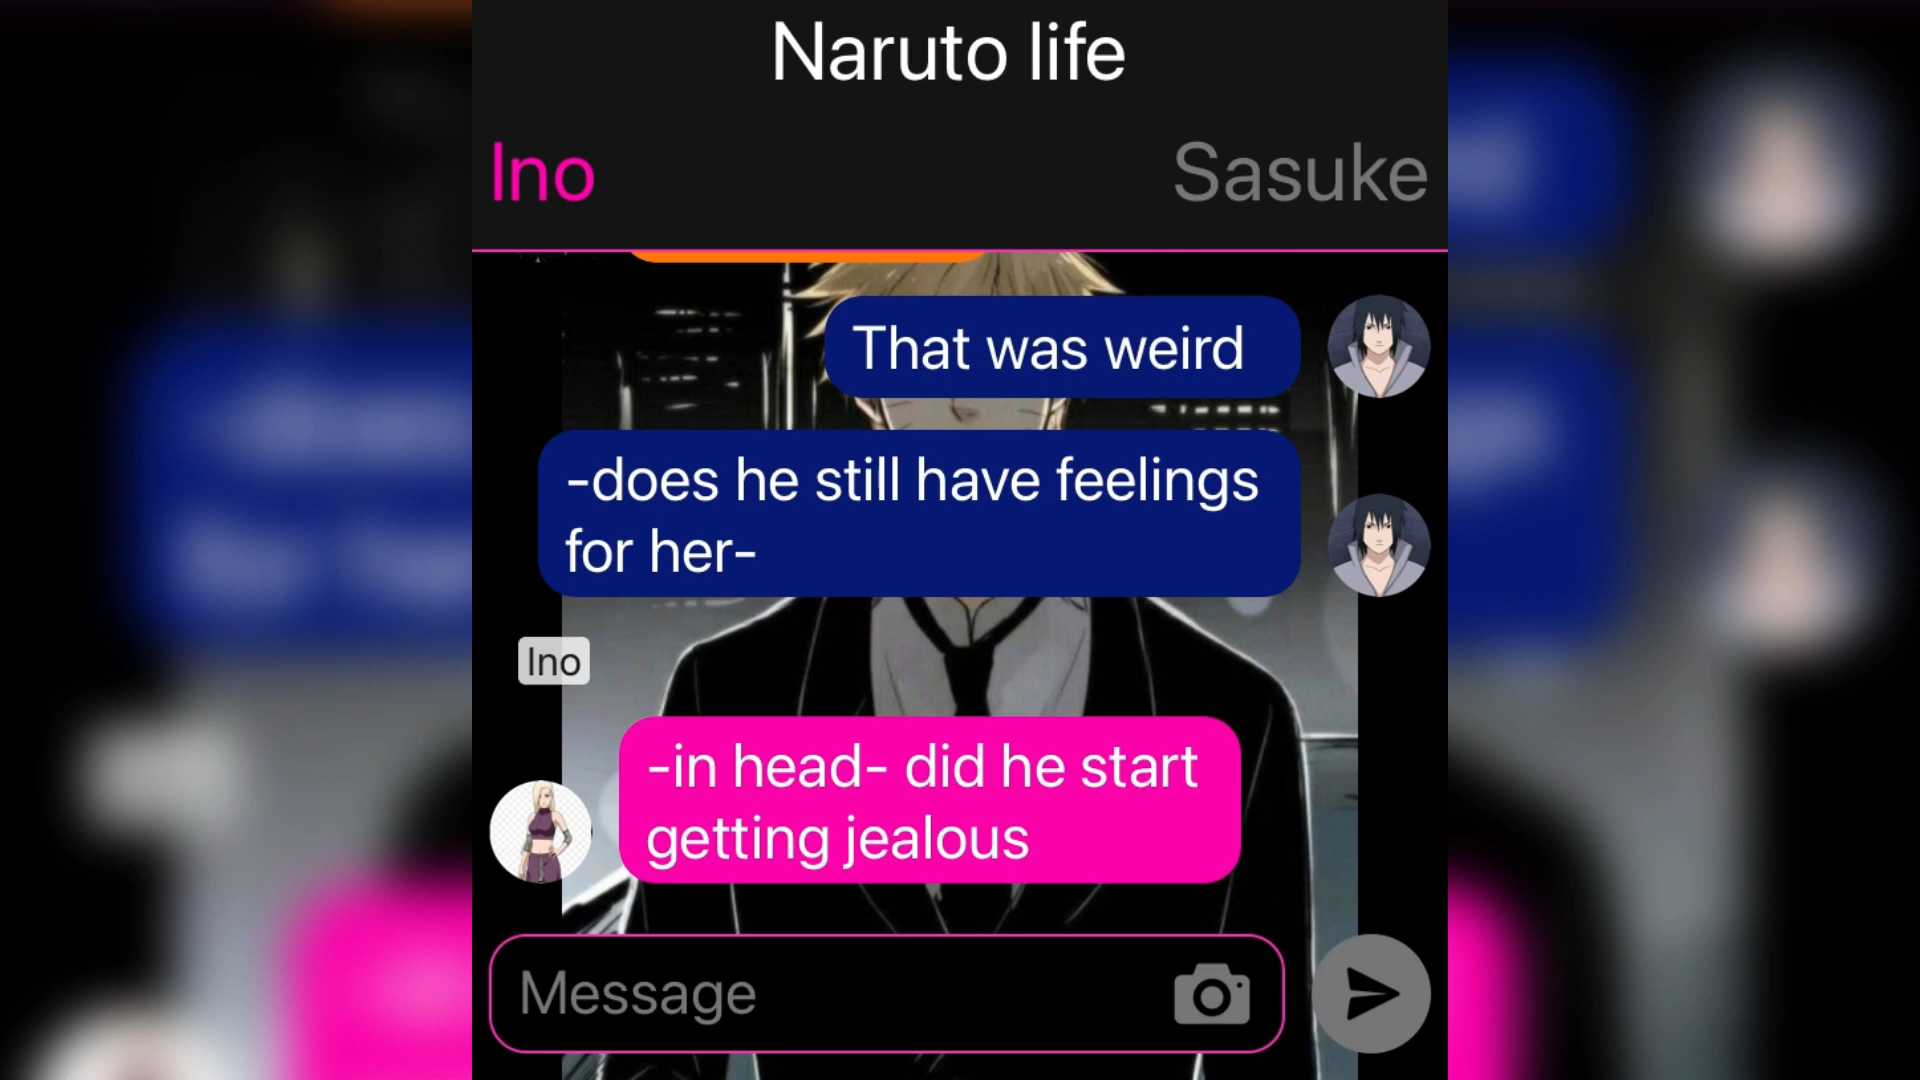 Naruto life
Ino
Sasuke
That was weird
-does he still have feelings
for her-
Ino
-in head- did he start
getting jealous
Message